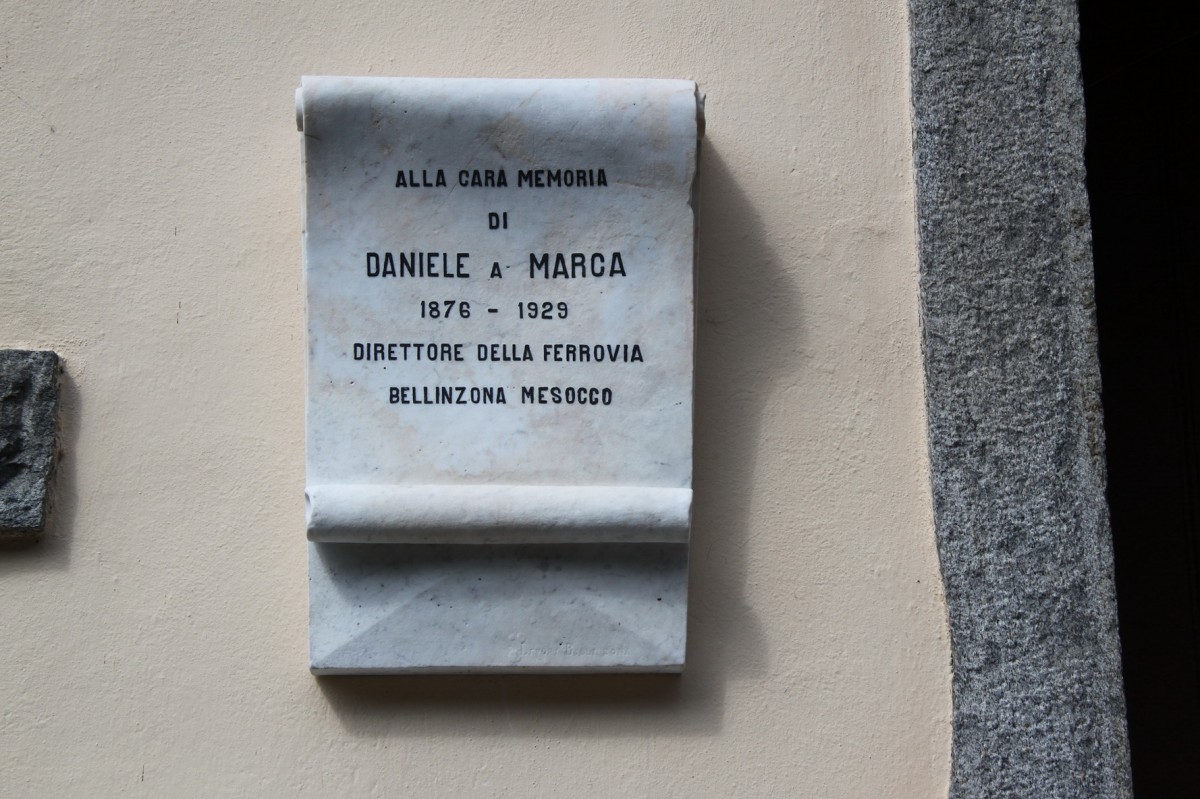 ALLA CARA MEMORIA
DI
DANIELE A MARCA
1876 - 1929
DIRETTORE DELLA FERROVIA
BELLINZONA MESOCCO